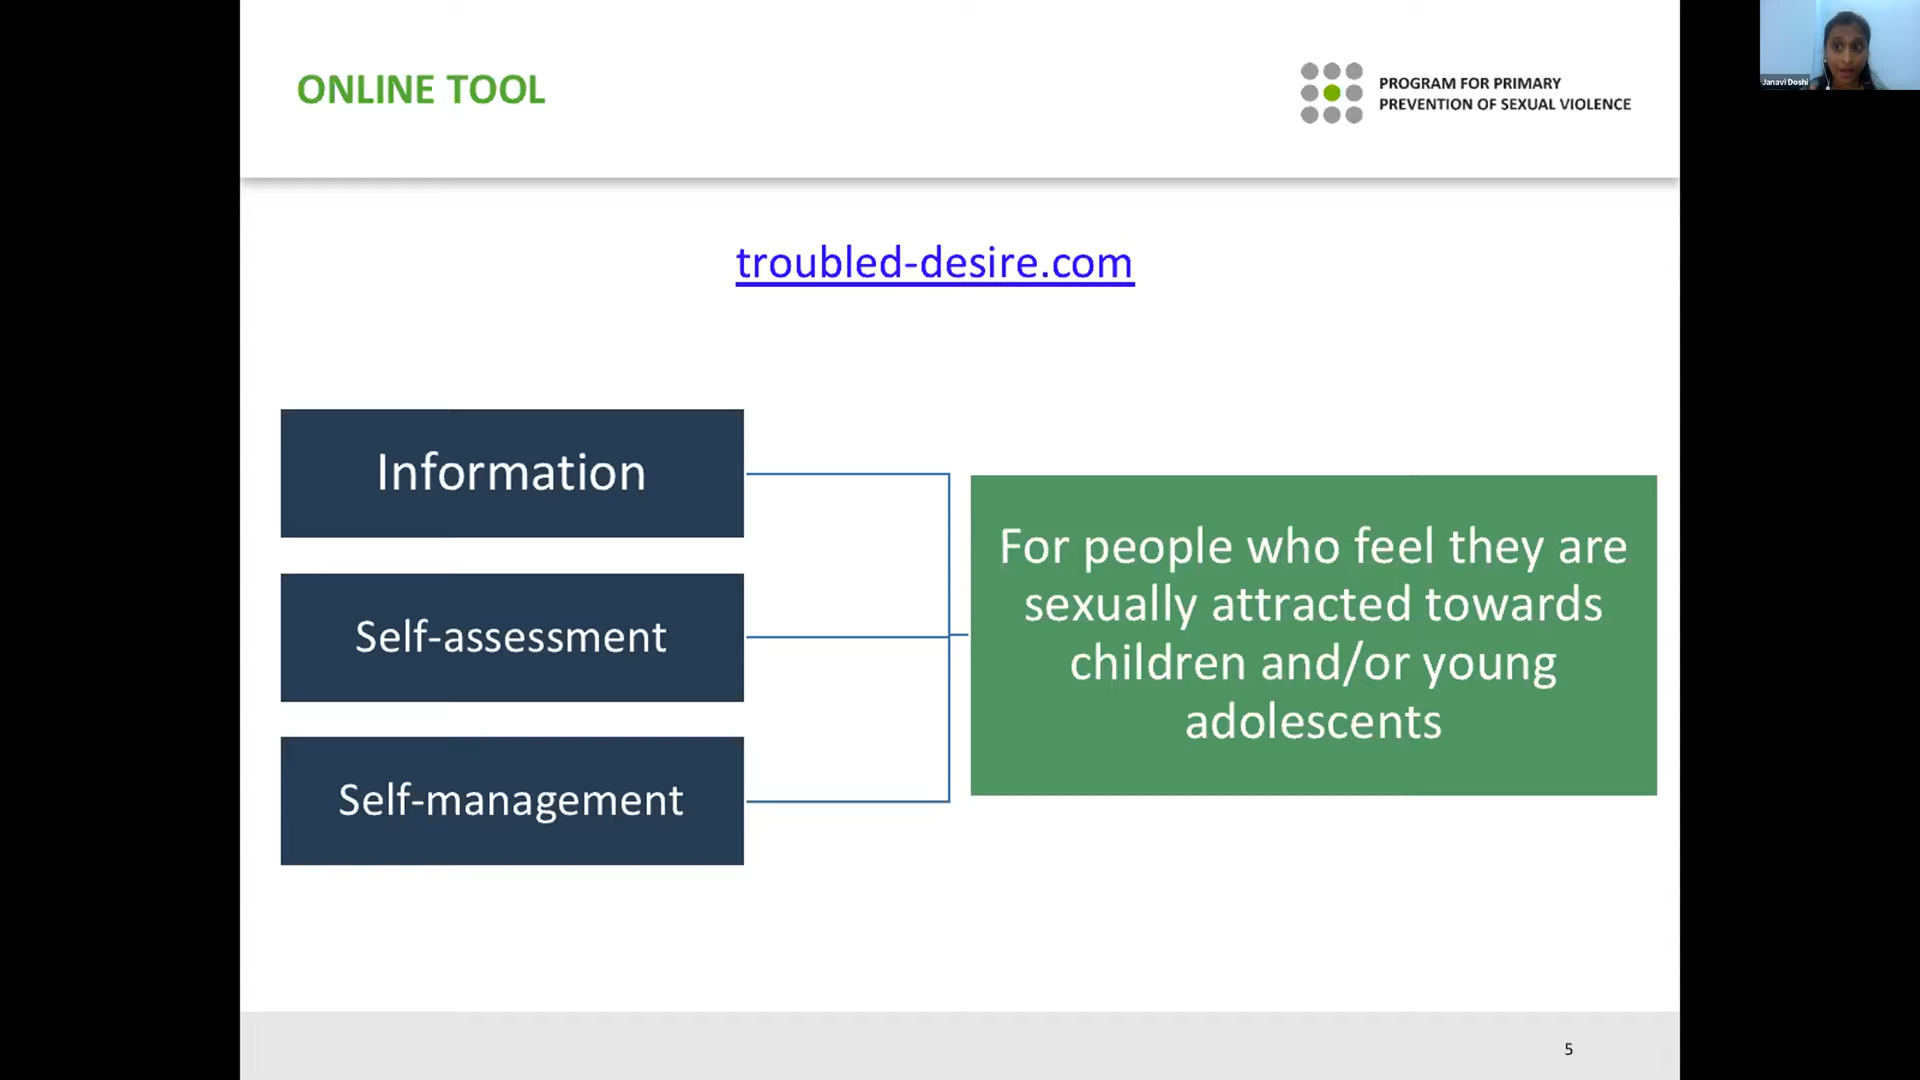 ONLINE TOOL
PROGRAM FOR PRIMARY
PREVENTION OF SEXUAL VIOLENCE
Janavi Doshi
troubled-desire.com
Information
Self-assessment
Self-management
For people who feel they are
sexually attracted towards
children and/or young
adolescents
5